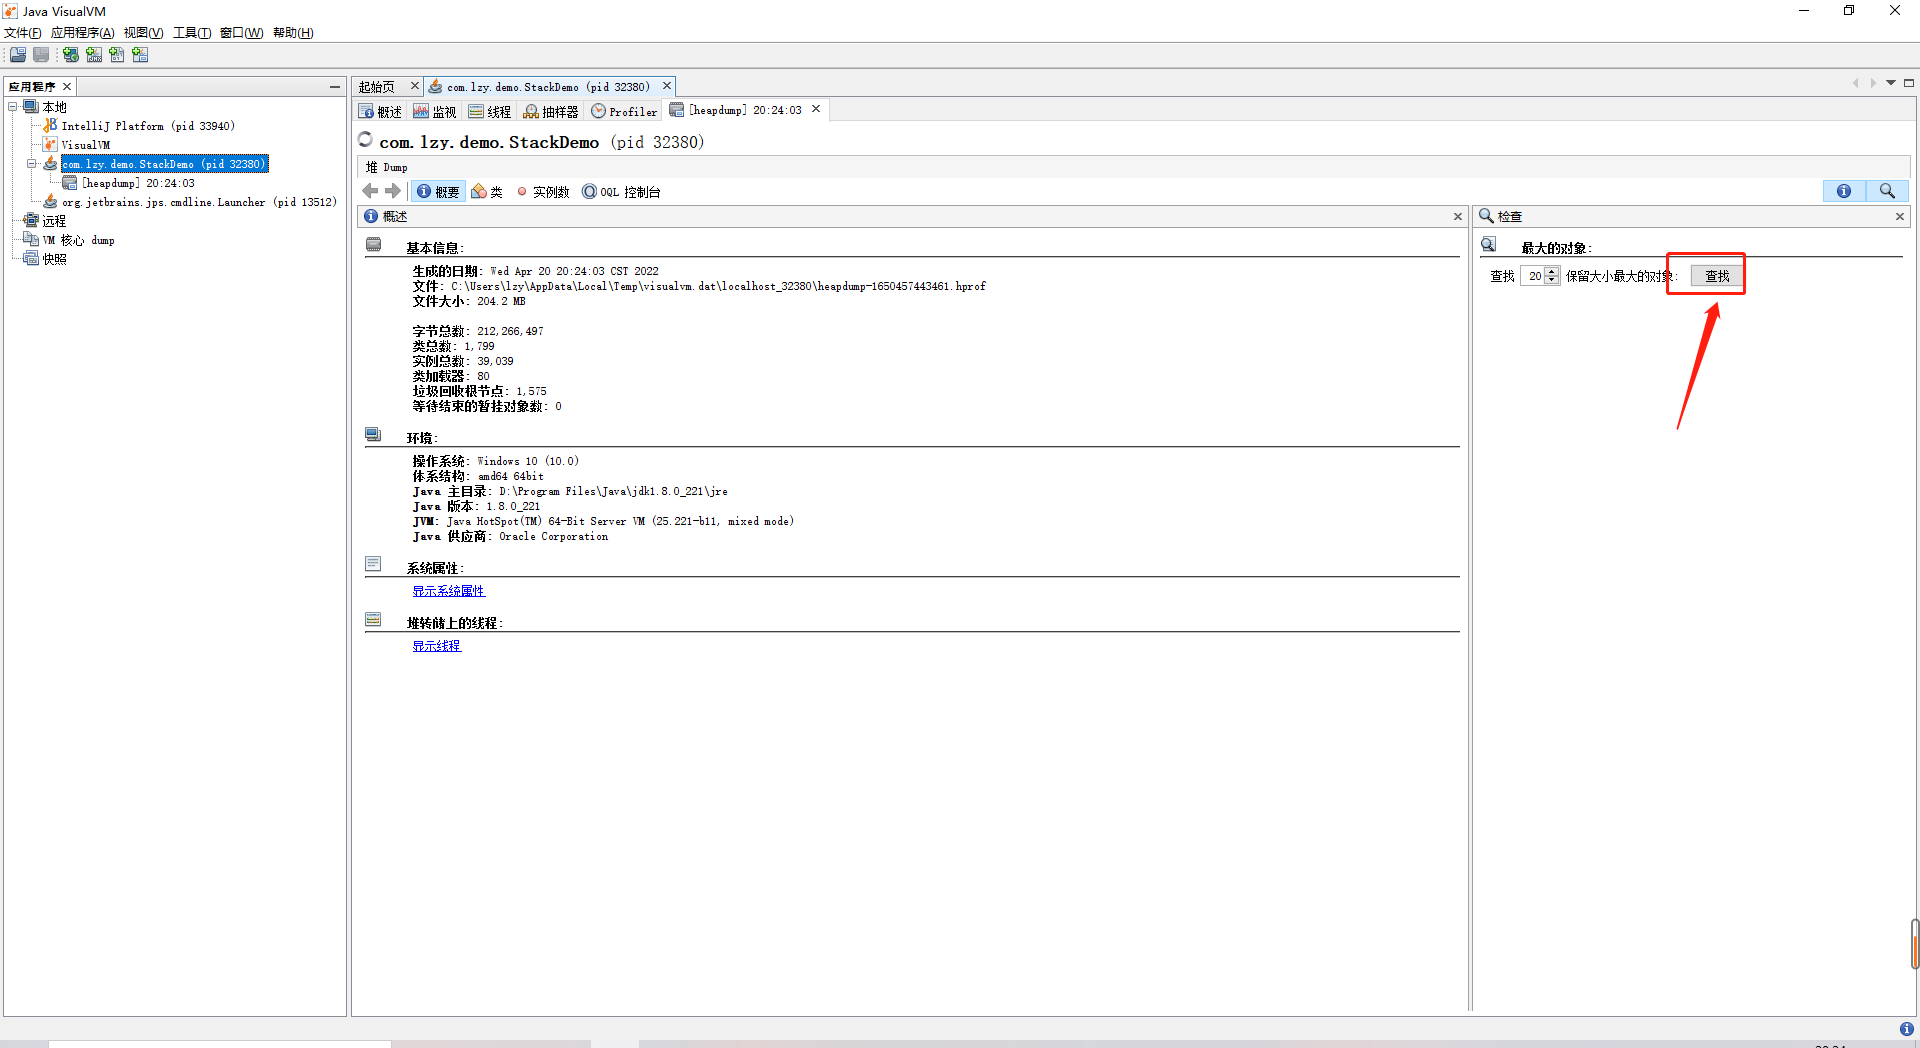 Java VisualVM
文件(F) 应用程序(A) 视图(V) 工具(T) 窗口(W) 帮助(H)
应用程序
本地
IntelliJ Platform (pid 33940)
VisualVM
com.lzy.demo.StackDemo (pid 32380)
[heapdump] 20:24:03
org.jetbrains.jps.cmdline.Launcher (pid 13512)
远程
VM 核心 dump
快照
起始页 com.lzy.demo.StackDemo (pid 32380)
概述 监视 线程 抽样器 Profiler [heapdump] 20:24:03
com.lzy.demo.StackDemo (pid 32380)
堆 Dump
概要 类 实例数 OQL 控制台
概述
基本信息:
生成的日期: Wed Apr 20 20:24:03 CST 2022
文件: C:\Users\lzy\AppData\Local\Temp\visualvm.dat\localhost_32380\heapdump-1650457443461.hprof
文件大小: 204.2 MB
字节总数: 212,266,497
类总数: 1,799
实例总数: 39,039
类加载器: 80
垃圾回收根节点: 1,575
等待结束的暂挂对象数: 0
环境:
操作系统: Windows 10 (10.0)
体系结构: amd64 64bit
Java 主目录: D:\Program Files\Java\jdk1.8.0_221\jre
Java 版本: 1.8.0_221
JVM: Java HotSpot(TM) 64-Bit Server VM (25.221-b11, mixed mode)
Java 供应商: Oracle Corporation
系统属性:
显示系统属性
堆转储上的线程:
显示线程
检查
最大的对象:
查找 20 保留大小最大的对象: 查找